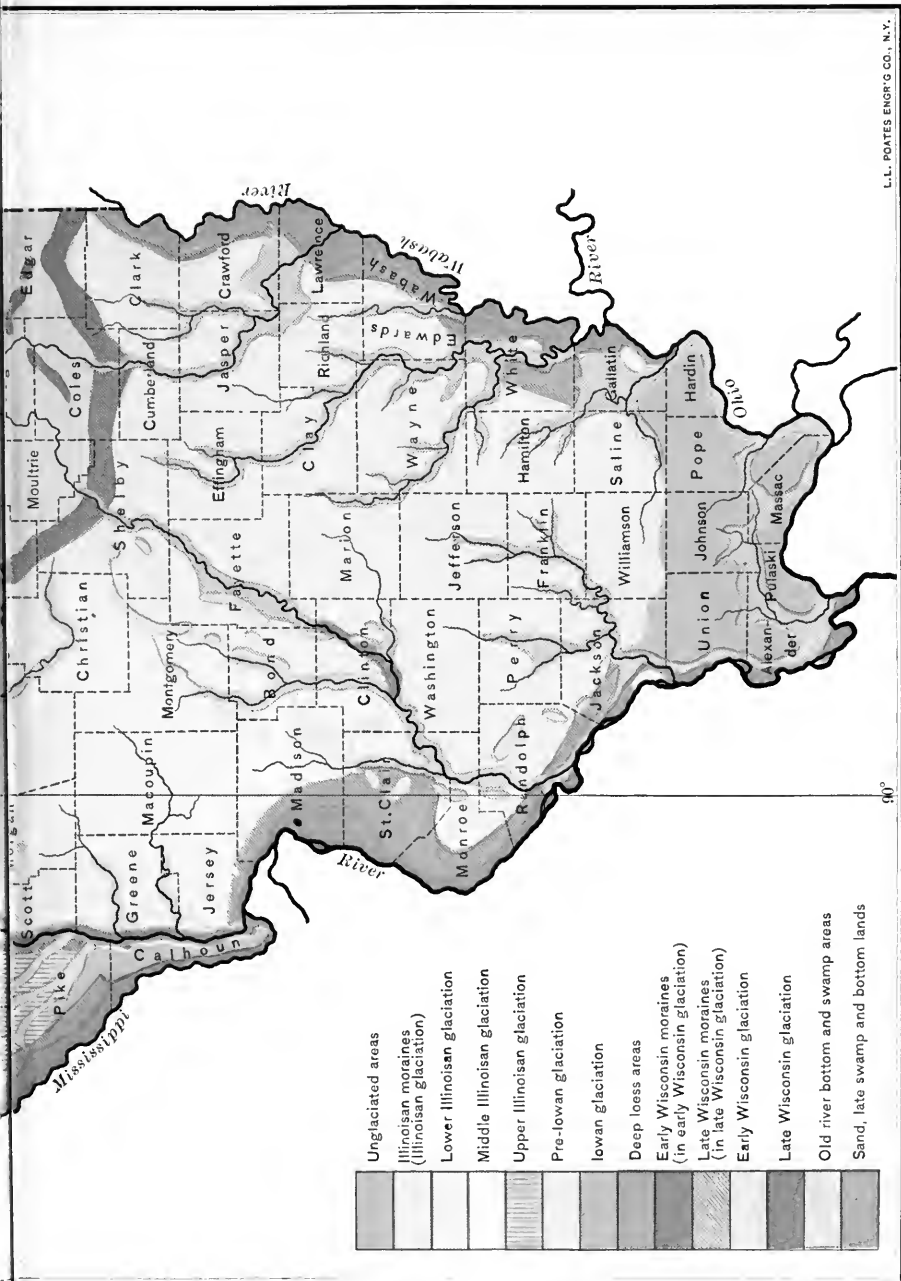 Scott
Morgan
Christian
Moultrie
Coles
Edgar
Pike
Greene
Macoupin
Montgomery
Shelby
Cumberland
Clark
Calhoun
Jersey
Fayette
Effingham
Jasper
Crawford
River
Mississippi
Madison
Bond
Clay
Richland
Lawrence
St. Clair
Clinton
Marion
Wayne
Edwards
Wabash
Wabash
River
Monroe
Washington
Jefferson
White
Randolph
Perry
Franklin
Hamilton
River
Jackson
Williamson
Saline
Gallatin
Union
Johnson
Pope
Hardin
Alexan-
der
Pulaski
Massac
Ohio
90°
Unglaciated areas
Illinoisan moraines
(Illinoisan glaciation)
Lower Illinoisan glaciation
Middle Illinoisan glaciation
Upper Illinoisan glaciation
Pre-Iowan glaciation
Iowan glaciation
Deep loess areas
Early Wisconsin moraines
(in early Wisconsin glaciation)
Late Wisconsin moraines
(in late Wisconsin glaciation)
Early Wisconsin glaciation
Late Wisconsin glaciation
Old river bottom and swamp areas
Sand, late swamp and bottom lands
L.L. POATES ENGR'G CO., N.Y.